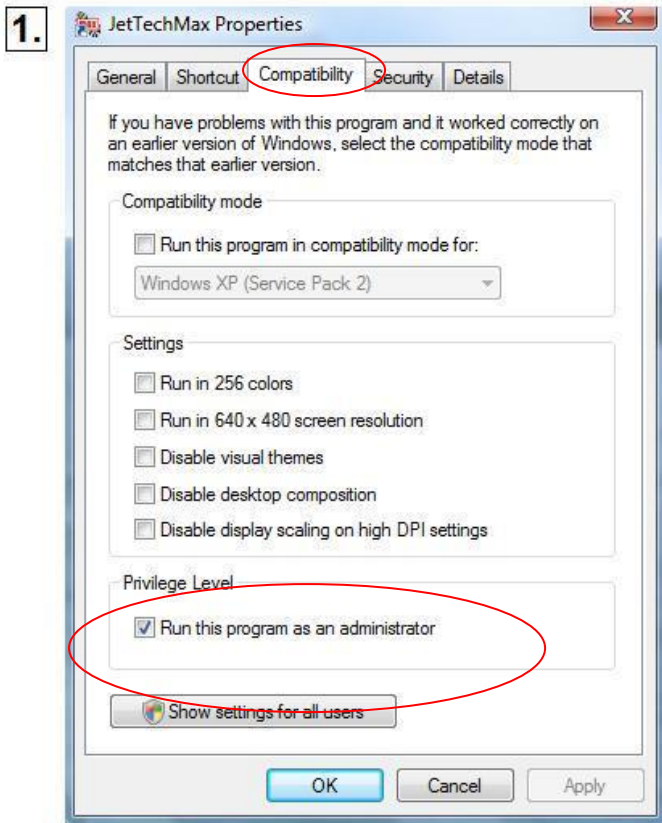 1.
JetTechMax Properties
General Shortcut Compatibility Security Details
If you have problems with this program and it worked correctly on
an earlier version of Windows, select the compatibility mode that
matches that earlier version.
Compatibility mode
Run this program in compatibility mode for:
Windows XP (Service Pack 2)
Settings
Run in 256 colors
Run in 640 x 480 screen resolution
Disable visual themes
Disable desktop composition
Disable display scaling on high DPI settings
Privilege Level
Run this program as an administrator
Show settings for all users
OK Cancel Apply